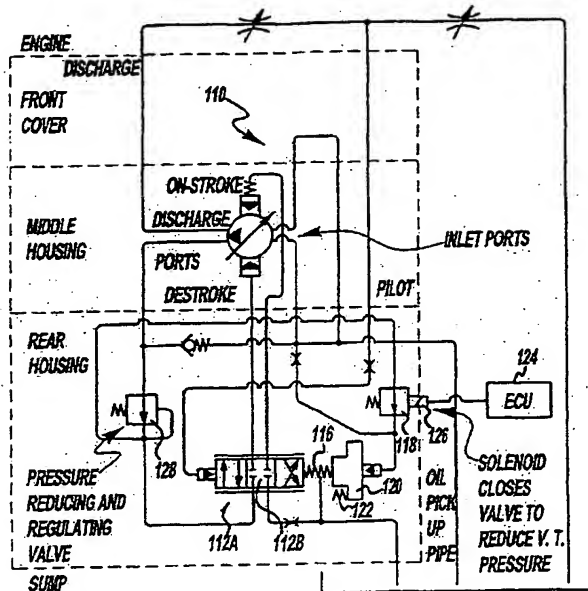 ENGINE
DISCHARGE
FRONT
COVER
110
ON-STROKE
MIDDLE
HOUSING
DISCHARGE
PORTS
INLET PORTS
DESTROKE
PILOT
REAR
HOUSING
124
ECU
116
118
126
128
120
122
PRESSURE
REDUCING AND
REGULATING
VALVE
112A
112B
OIL
PICK
UP
PIPE
SOLENOID
CLOSES
VALVE TO
REDUCE V. T.
PRESSURE
SUMP